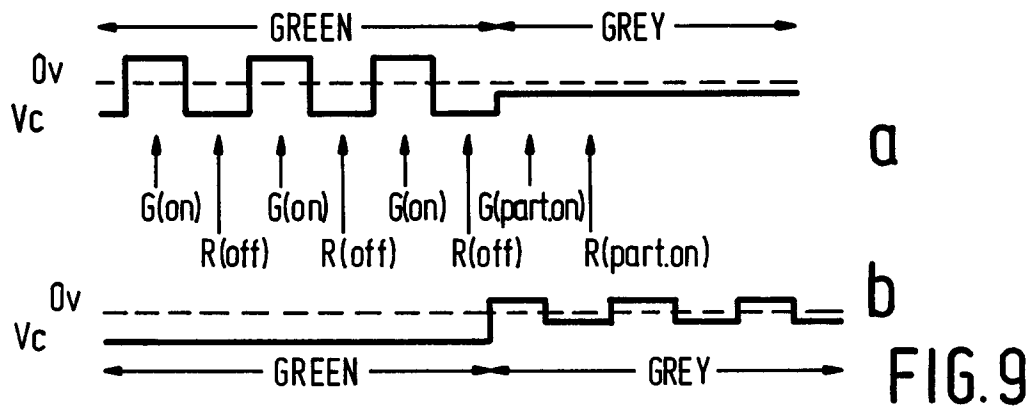 GREEN GREY
0v
Vc
a
G(on) G(on) G(on) G(part.on)
R(off) R(off) R(off) R(part.on)
0v
b
Vc
GREEN GREY
FIG. 9